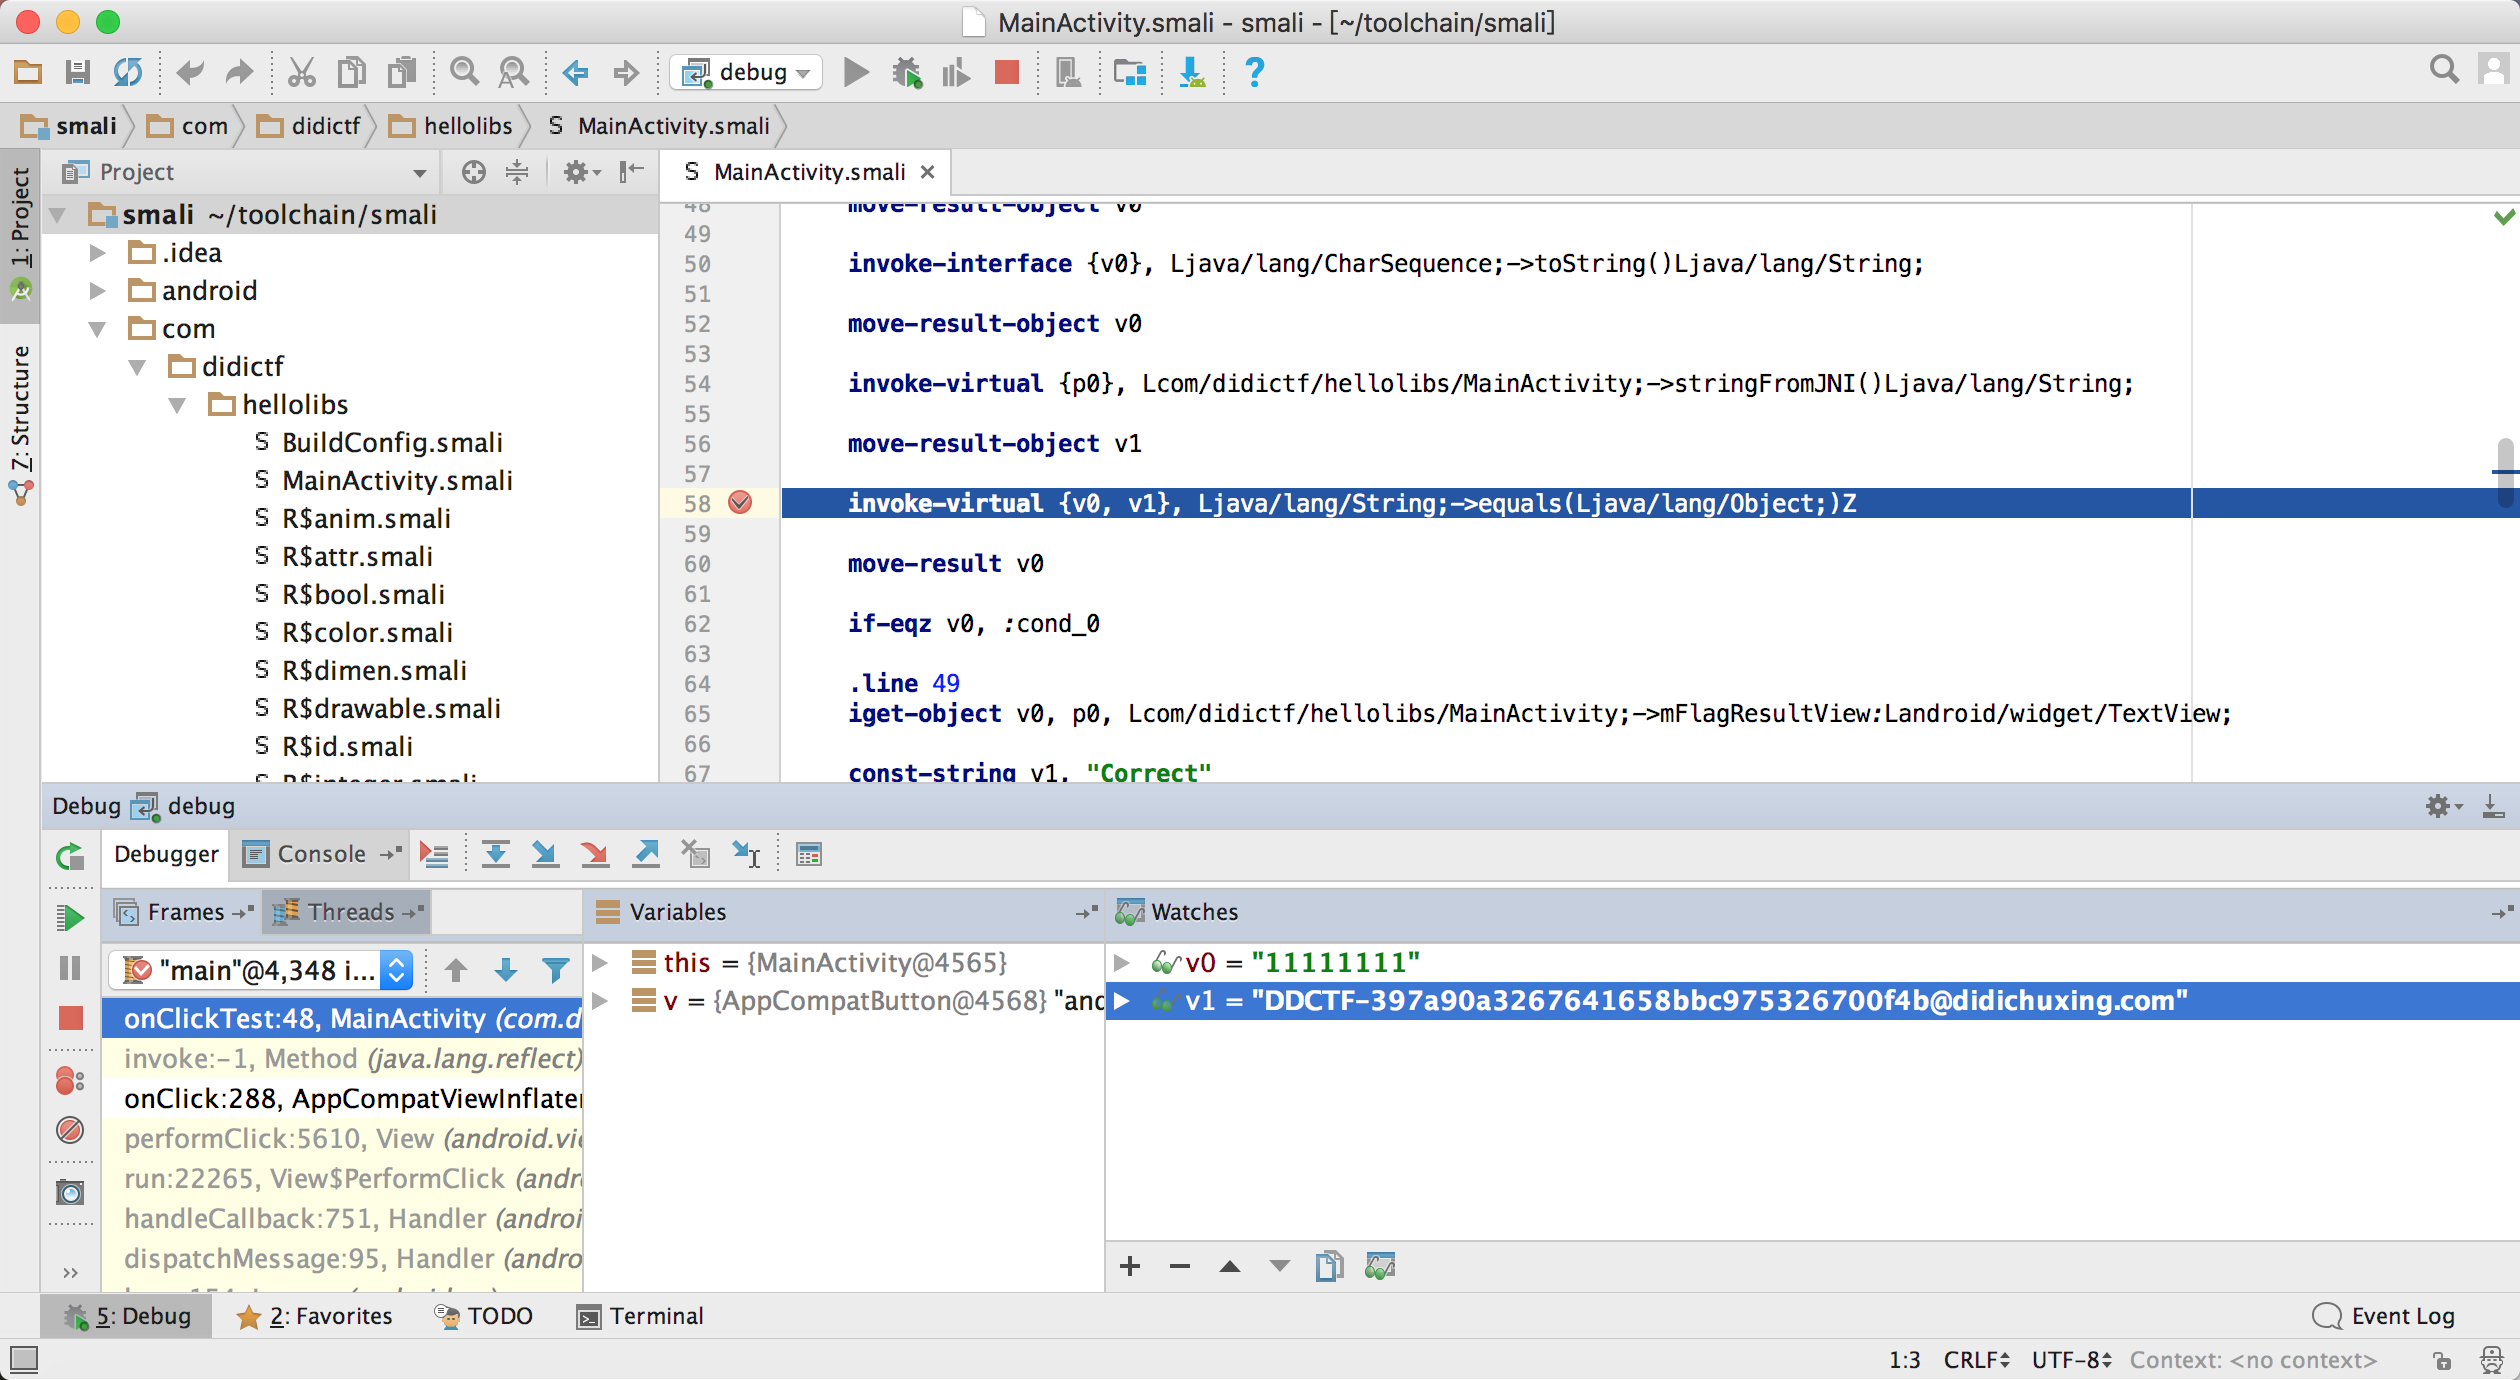 MainActivity.smali - smali - [~/toolchain/smali]
debug
smali com didictf hellolibs S MainActivity.smali
1: Project
7: Structure
Project
smali ~/toolchain/smali
.idea
android
com
didictf
hellolibs
S BuildConfig.smali
S MainActivity.smali
S R$anim.smali
S R$attr.smali
S R$bool.smali
S R$color.smali
S R$dimen.smali
S R$drawable.smali
S R$id.smali
S R$integer.smali
S MainActivity.smali
48 move-result-object v0
49
50 invoke-interface {v0}, Ljava/lang/CharSequence;->toString()Ljava/lang/String;
51
52 move-result-object v0
53
54 invoke-virtual {p0}, Lcom/didictf/hellolibs/MainActivity;->stringFromJNI()Ljava/lang/String;
55
56 move-result-object v1
57
58 invoke-virtual {v0, v1}, Ljava/lang/String;->equals(Ljava/lang/Object;)Z
59
60 move-result v0
61
62 if-eqz v0, :cond_0
63
64 .line 49
65 iget-object v0, p0, Lcom/didictf/hellolibs/MainActivity;->mFlagResultView:Landroid/widget/TextView;
66
67 const-string v1, "Correct"
Debug debug
Debugger Console
Frames Threads
"main"@4,348 i...
onClickTest:48, MainActivity (com.d
invoke:-1, Method (java.lang.reflect)
onClick:288, AppCompatViewInflater
performClick:5610, View (android.vie
run:22265, View$PerformClick (andr
handleCallback:751, Handler (androi
dispatchMessage:95, Handler (andro
Variables
this = {MainActivity@4565}
v = {AppCompatButton@4568} "and
Watches
v0 = "11111111"
v1 = "DDCTF-397a90a3267641658bbc975326700f4b@didichuxing.com"
5: Debug 2: Favorites TODO Terminal Event Log
1:3 CRLF UTF-8 Context: <no context>